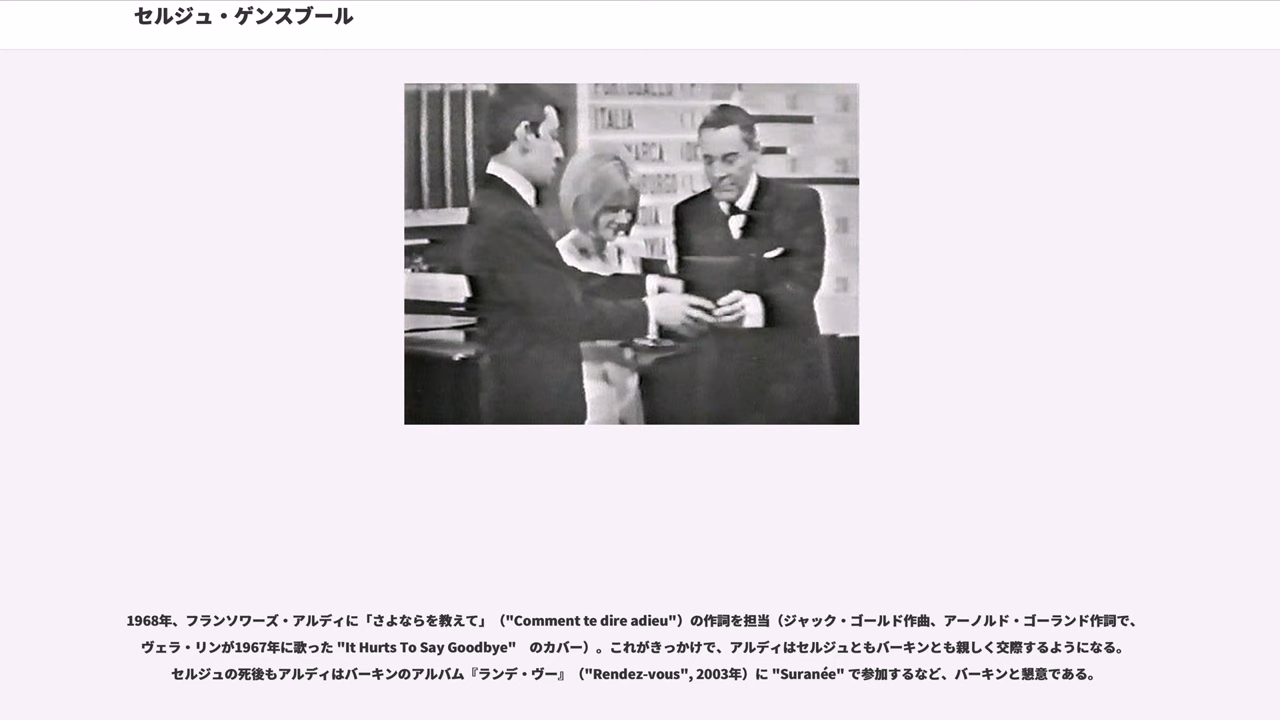 セルジュ・ゲンスブール
ITALIA
1968年、フランソワーズ・アルディに「さよならを教えて」（"Comment te dire adieu"）の作詞を担当（ジャック・ゴールド作曲、アーノルド・ゴーランド作詞で、
ヴェラ・リンが1967年に歌った "It Hurts To Say Goodbye"　のカバー）。これがきっかけで、アルディはセルジュともバーキンとも親しく交際するようになる。
セルジュの死後もアルディはバーキンのアルバム『ランデ・ヴー』（"Rendez-vous", 2003年）に "Suranée" で参加するなど、バーキンと懇意である。